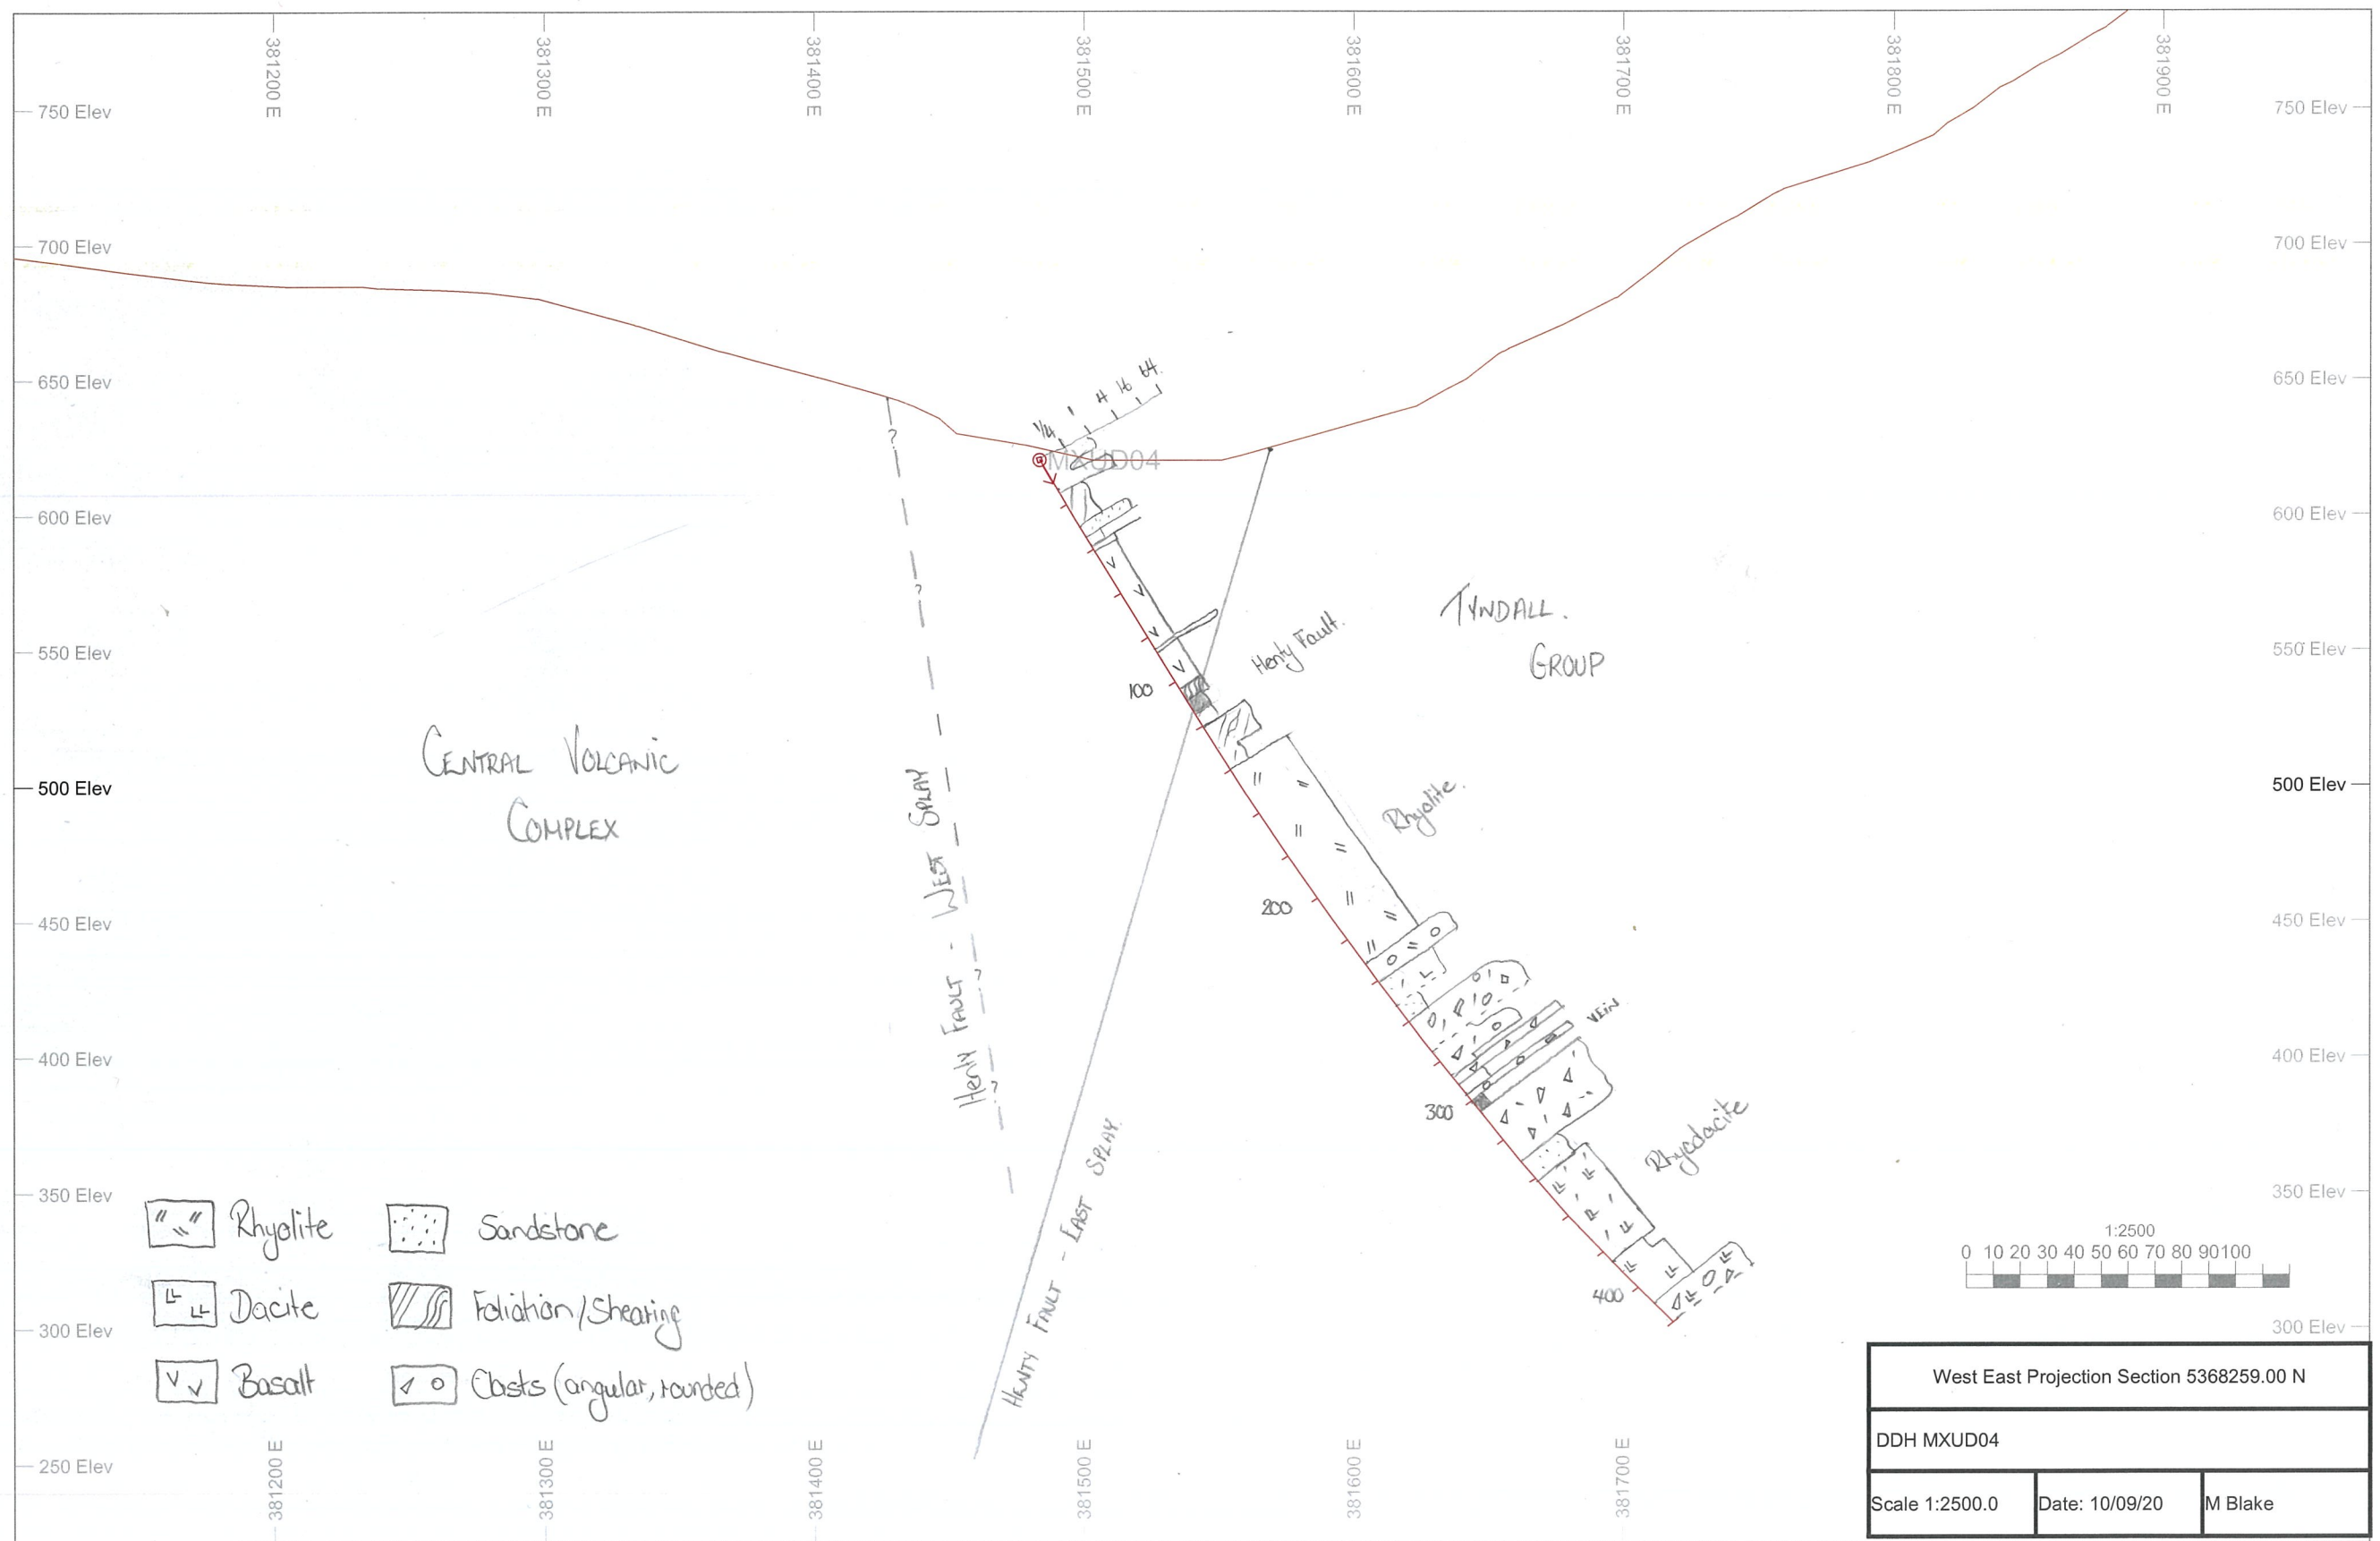 381200 E
381300 E
381400 E
381500 E
381600 E
381700 E
381800 E
381900 E
750 Elev
750 Elev
700 Elev
700 Elev
650 Elev
650 Elev
1/4 1 4 16 64
MXUD04
?
600 Elev
600 Elev
?
TYNDALL.
GROUP
Henty Fault.
550 Elev
550 Elev
100
CENTRAL VOLCANIC
COMPLEX
500 Elev
500 Elev
Rhyolite.
HENTY FAULT - WEST SPLAY
200
450 Elev
450 Elev
?
VEIN
400 Elev
400 Elev
?
300
Rhyodacite
HENTY FAULT - EAST SPLAY.
350 Elev
350 Elev
Rhyolite
Sandstone
Dacite
Foliation/Shearing
Basalt
Clasts (angular, rounded)
1:2500
0 10 20 30 40 50 60 70 80 90100
400
300 Elev
300 Elev
250 Elev
West East Projection Section 5368259.00 N
DDH MXUD04
Scale 1:2500.0
Date: 10/09/20
M Blake
381200 E
381300 E
381400 E
381500 E
381600 E
381700 E